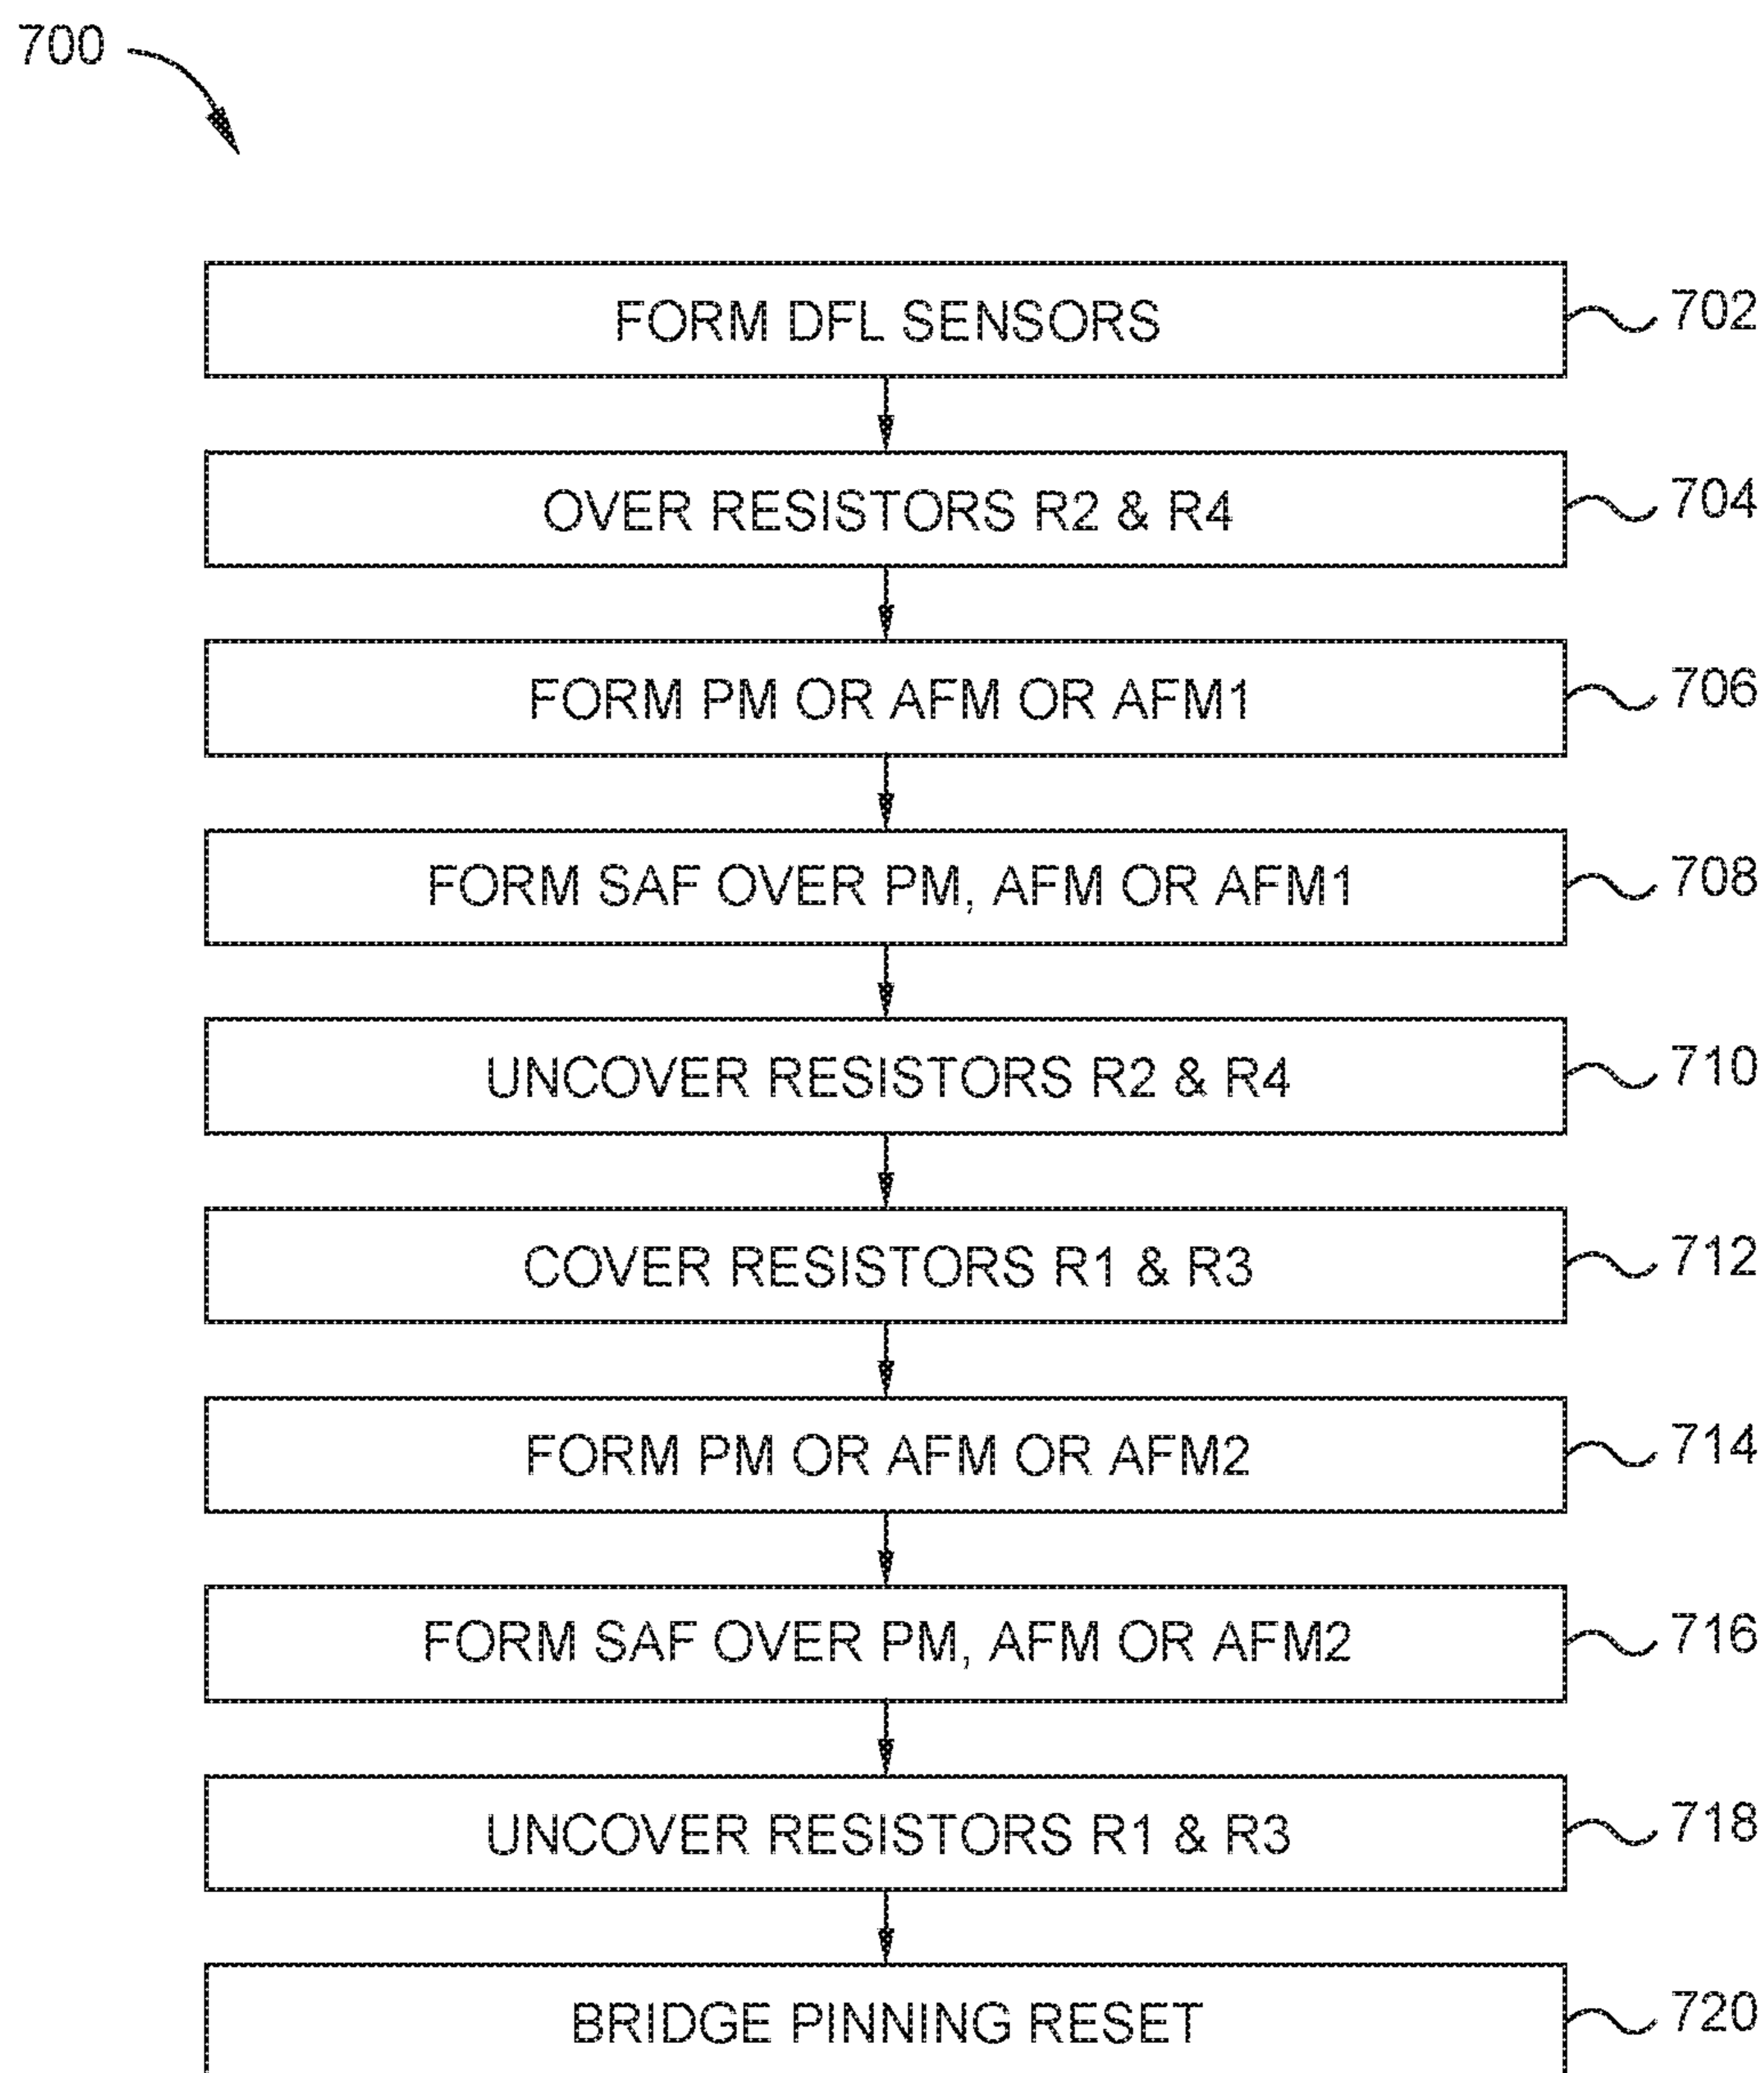 700
FORM DFL SENSORS
702
OVER RESISTORS R2 & R4
704
FORM PM OR AFM OR AFM1
706
FORM SAF OVER PM, AFM OR AFM1
708
UNCOVER RESISTORS R2 & R4
710
COVER RESISTORS R1 & R3
712
FORM PM OR AFM OR AFM2
714
FORM SAF OVER PM, AFM OR AFM2
716
UNCOVER RESISTORS R1 & R3
718
BRIDGE PINNING RESET
720